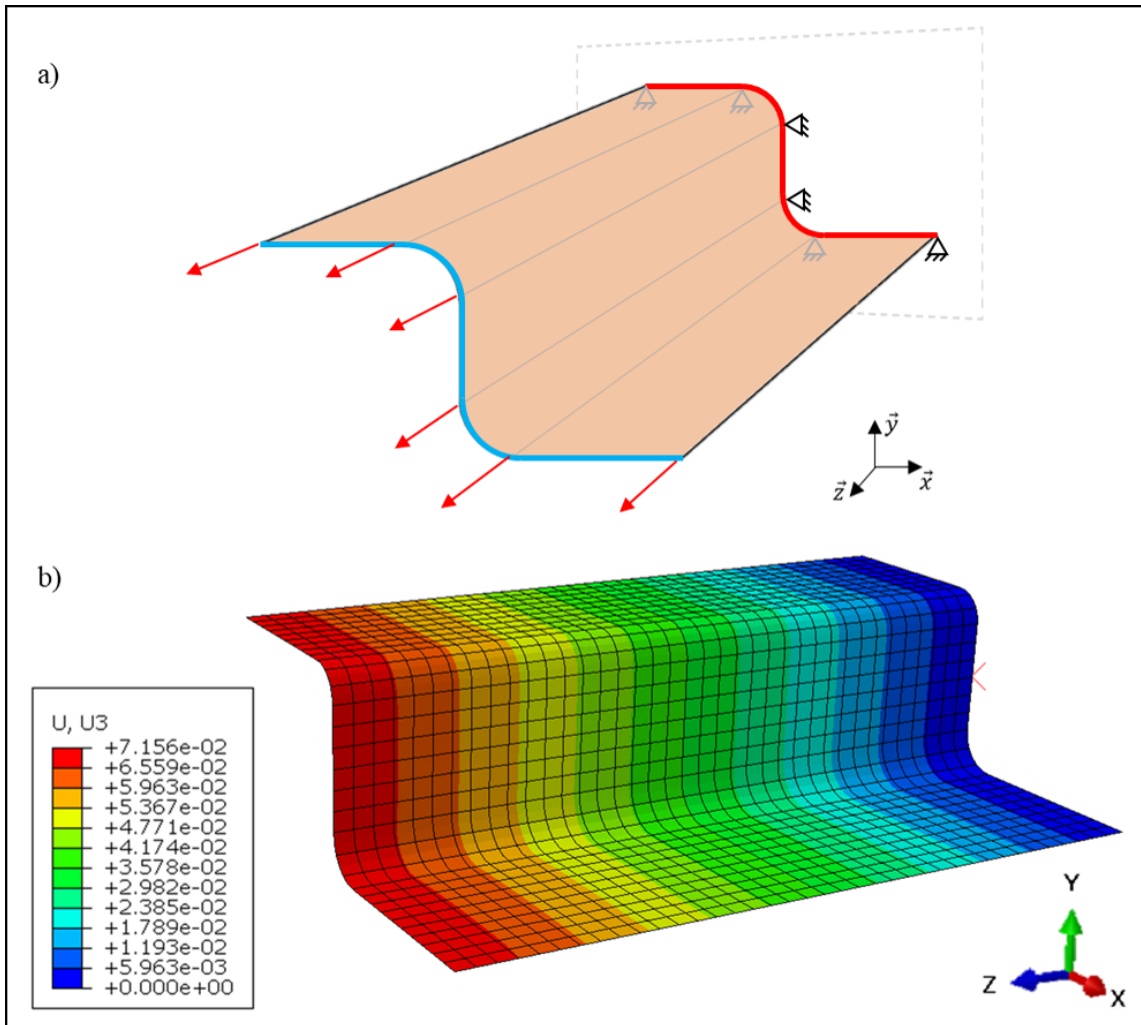 a)
y
z
x
b)
U, U3
+7.156e-02
+6.559e-02
+5.963e-02
+5.367e-02
+4.771e-02
+4.174e-02
+3.578e-02
+2.982e-02
+2.385e-02
+1.789e-02
+1.193e-02
+5.963e-03
+0.000e+00
Y
Z
X